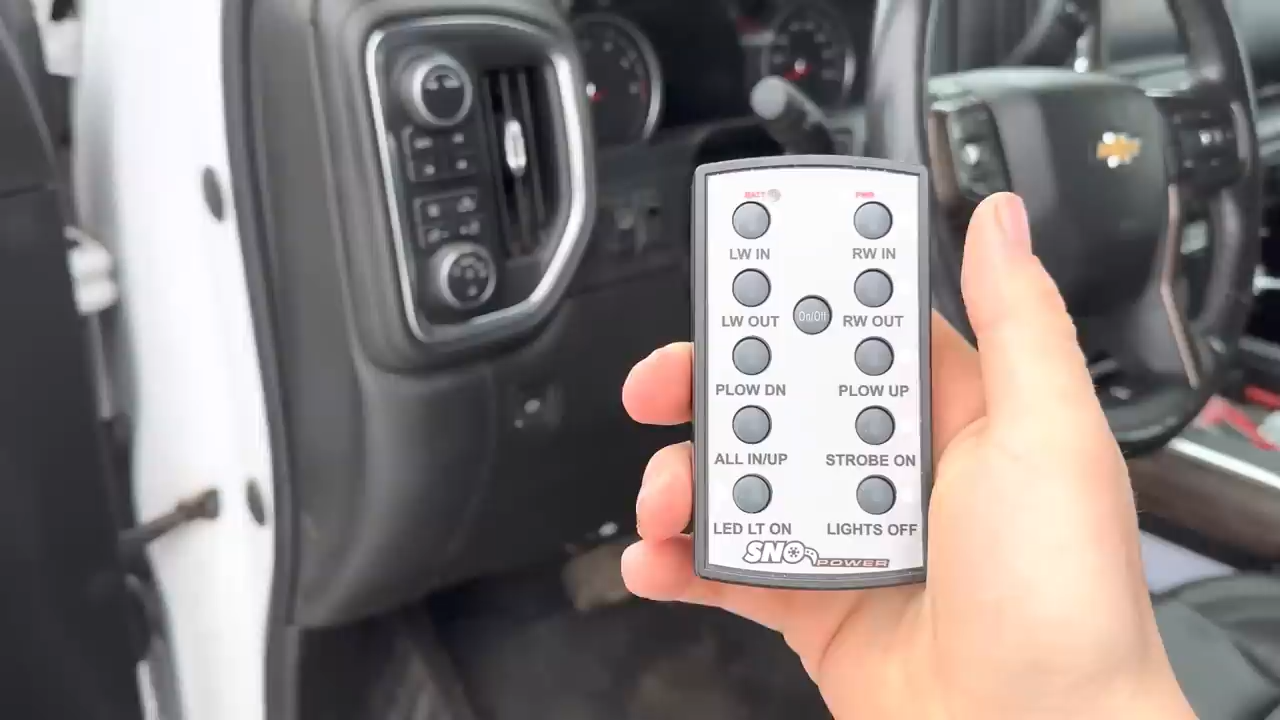 BATT PWR
LW IN RW IN
On/Off
LW OUT RW OUT
PLOW DN PLOW UP
ALL IN/UP STROBE ON
LED LT ON LIGHTS OFF
SNO POWER